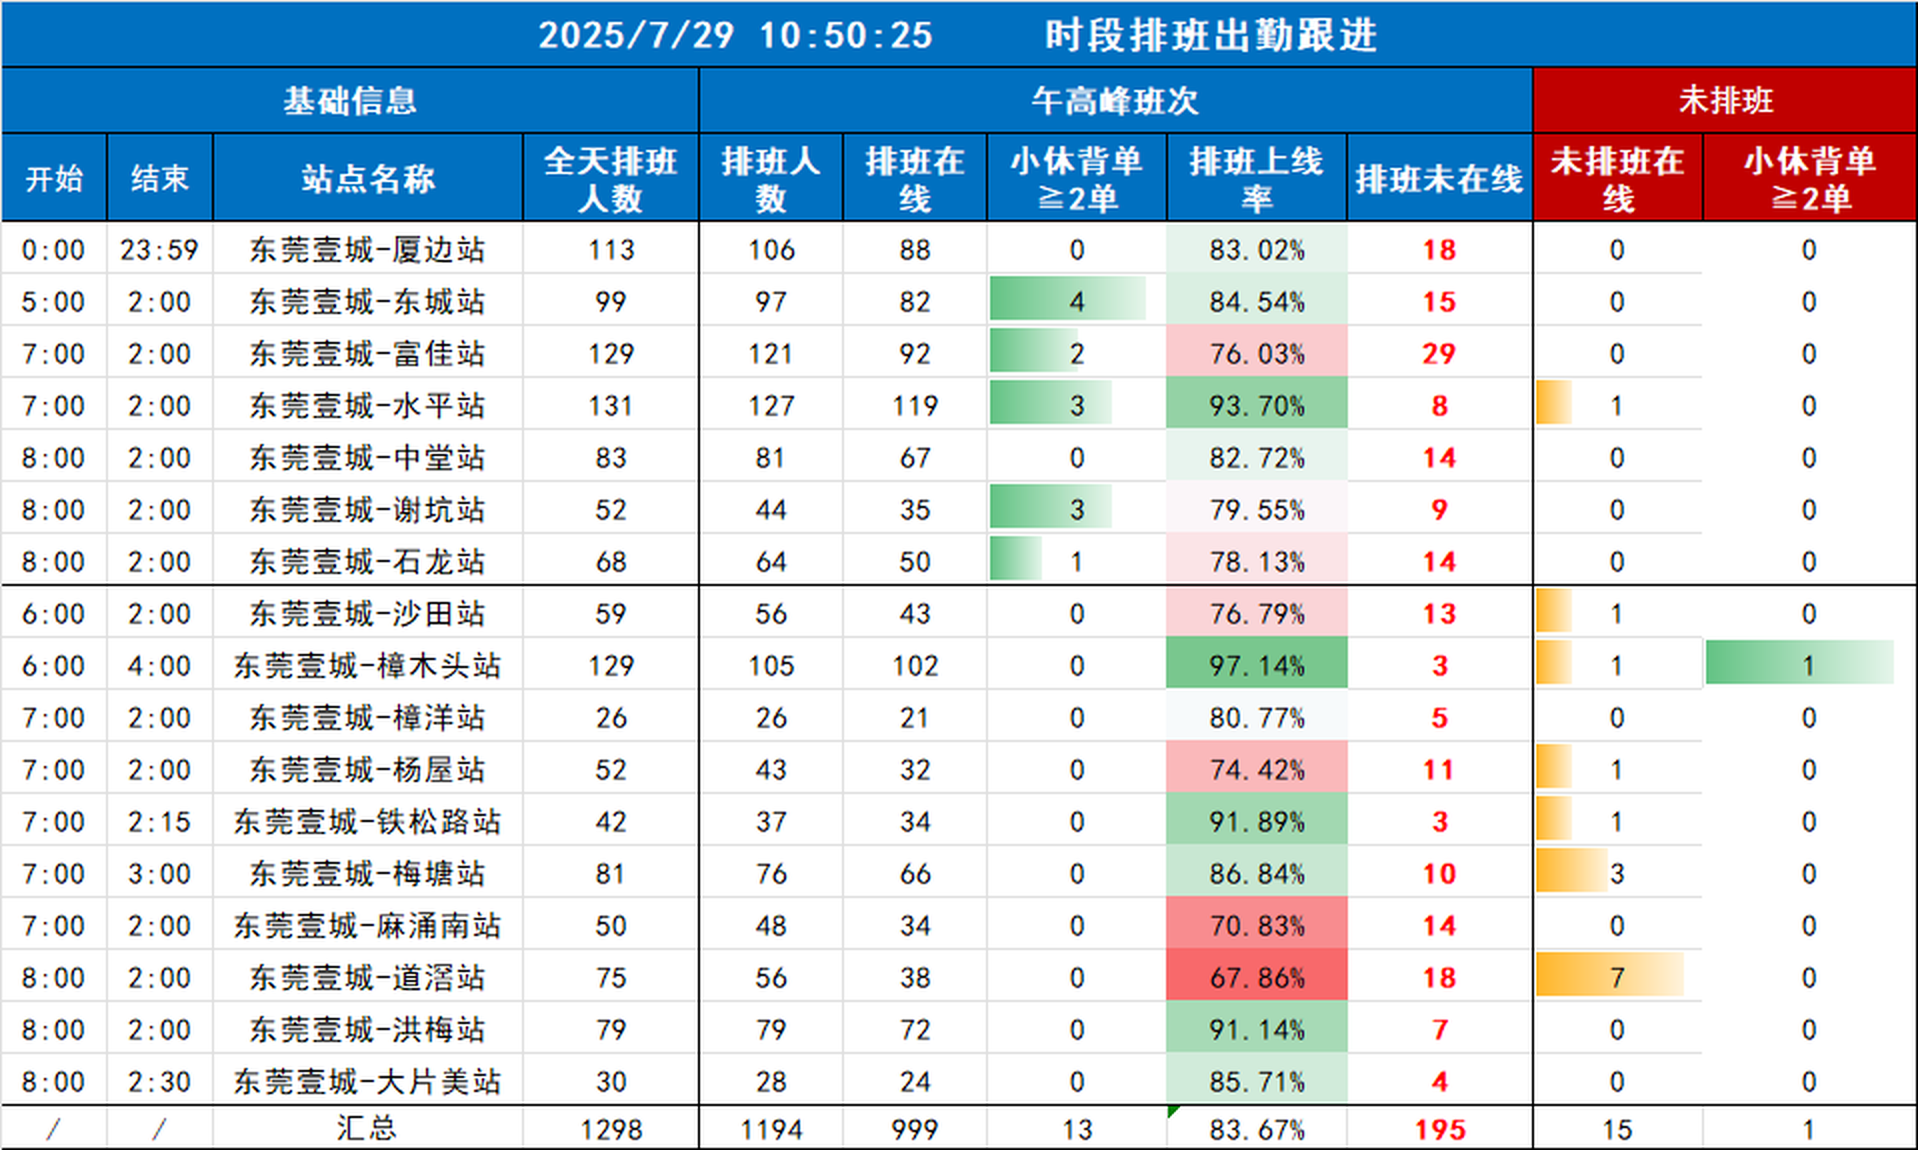 2025/7/29 10:50:25 时段排班出勤跟进
基础信息 午高峰班次 未排班
开始 结束 站点名称 全天排班人数 排班人数 排班在线 小休背单≧2单 排班上线率 排班未在线 未排班在线 小休背单≧2单
0:00 23:59 东莞壹城-厦边站 113 106 88 0 83.02% 18 0 0
5:00 2:00 东莞壹城-东城站 99 97 82 4 84.54% 15 0 0
7:00 2:00 东莞壹城-富佳站 129 121 92 2 76.03% 29 0 0
7:00 2:00 东莞壹城-水平站 131 127 119 3 93.70% 8 1 0
8:00 2:00 东莞壹城-中堂站 83 81 67 0 82.72% 14 0 0
8:00 2:00 东莞壹城-谢坑站 52 44 35 3 79.55% 9 0 0
8:00 2:00 东莞壹城-石龙站 68 64 50 1 78.13% 14 0 0
6:00 2:00 东莞壹城-沙田站 59 56 43 0 76.79% 13 1 0
6:00 4:00 东莞壹城-樟木头站 129 105 102 0 97.14% 3 1 1
7:00 2:00 东莞壹城-樟洋站 26 26 21 0 80.77% 5 0 0
7:00 2:00 东莞壹城-杨屋站 52 43 32 0 74.42% 11 1 0
7:00 2:15 东莞壹城-铁松路站 42 37 34 0 91.89% 3 1 0
7:00 3:00 东莞壹城-梅塘站 81 76 66 0 86.84% 10 3 0
7:00 2:00 东莞壹城-麻涌南站 50 48 34 0 70.83% 14 0 0
8:00 2:00 东莞壹城-道滘站 75 56 38 0 67.86% 18 7 0
8:00 2:00 东莞壹城-洪梅站 79 79 72 0 91.14% 7 0 0
8:00 2:30 东莞壹城-大片美站 30 28 24 0 85.71% 4 0 0
/ / 汇总 1298 1194 999 13 83.67% 195 15 1